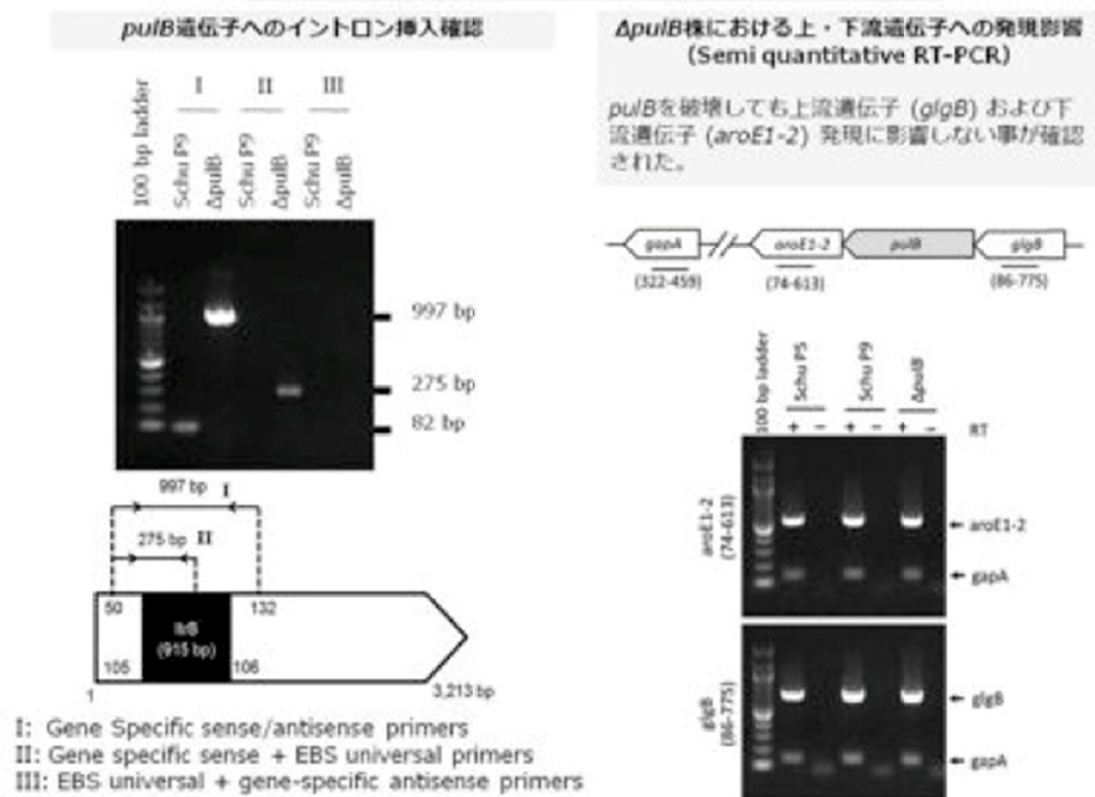 pulB遺伝子へのイントロン挿入確認
I II III
100 bp ladder
Schu P9
ΔpulB
Schu P9
ΔpulB
Schu P9
ΔpulB
997 bp
275 bp
82 bp
997 bp I
275 bp II
50
132
(915 bp)
105
106
1
3,213 bp
I: Gene Specific sense/antisense primers
II: Gene specific sense + EBS universal primers
III: EBS universal + gene-specific antisense primers
ΔpulB株における上・下流遺伝子への発現影響
(Semi quantitative RT-PCR)
pulBを破壊しても上流遺伝子 (glgB) および下
流遺伝子 (aroE1-2) 発現に影響しない事が確認
された。
gapA aroE1-2 pulB glgB
(322-459) (74-613) (86-775)
100 bp ladder
Schu P5
Schu P9
ΔpulB
+ − + − + − RT
aroE1-2
(74-613)
aroE1-2
gapA
glgB
(86-775)
glgB
gapA